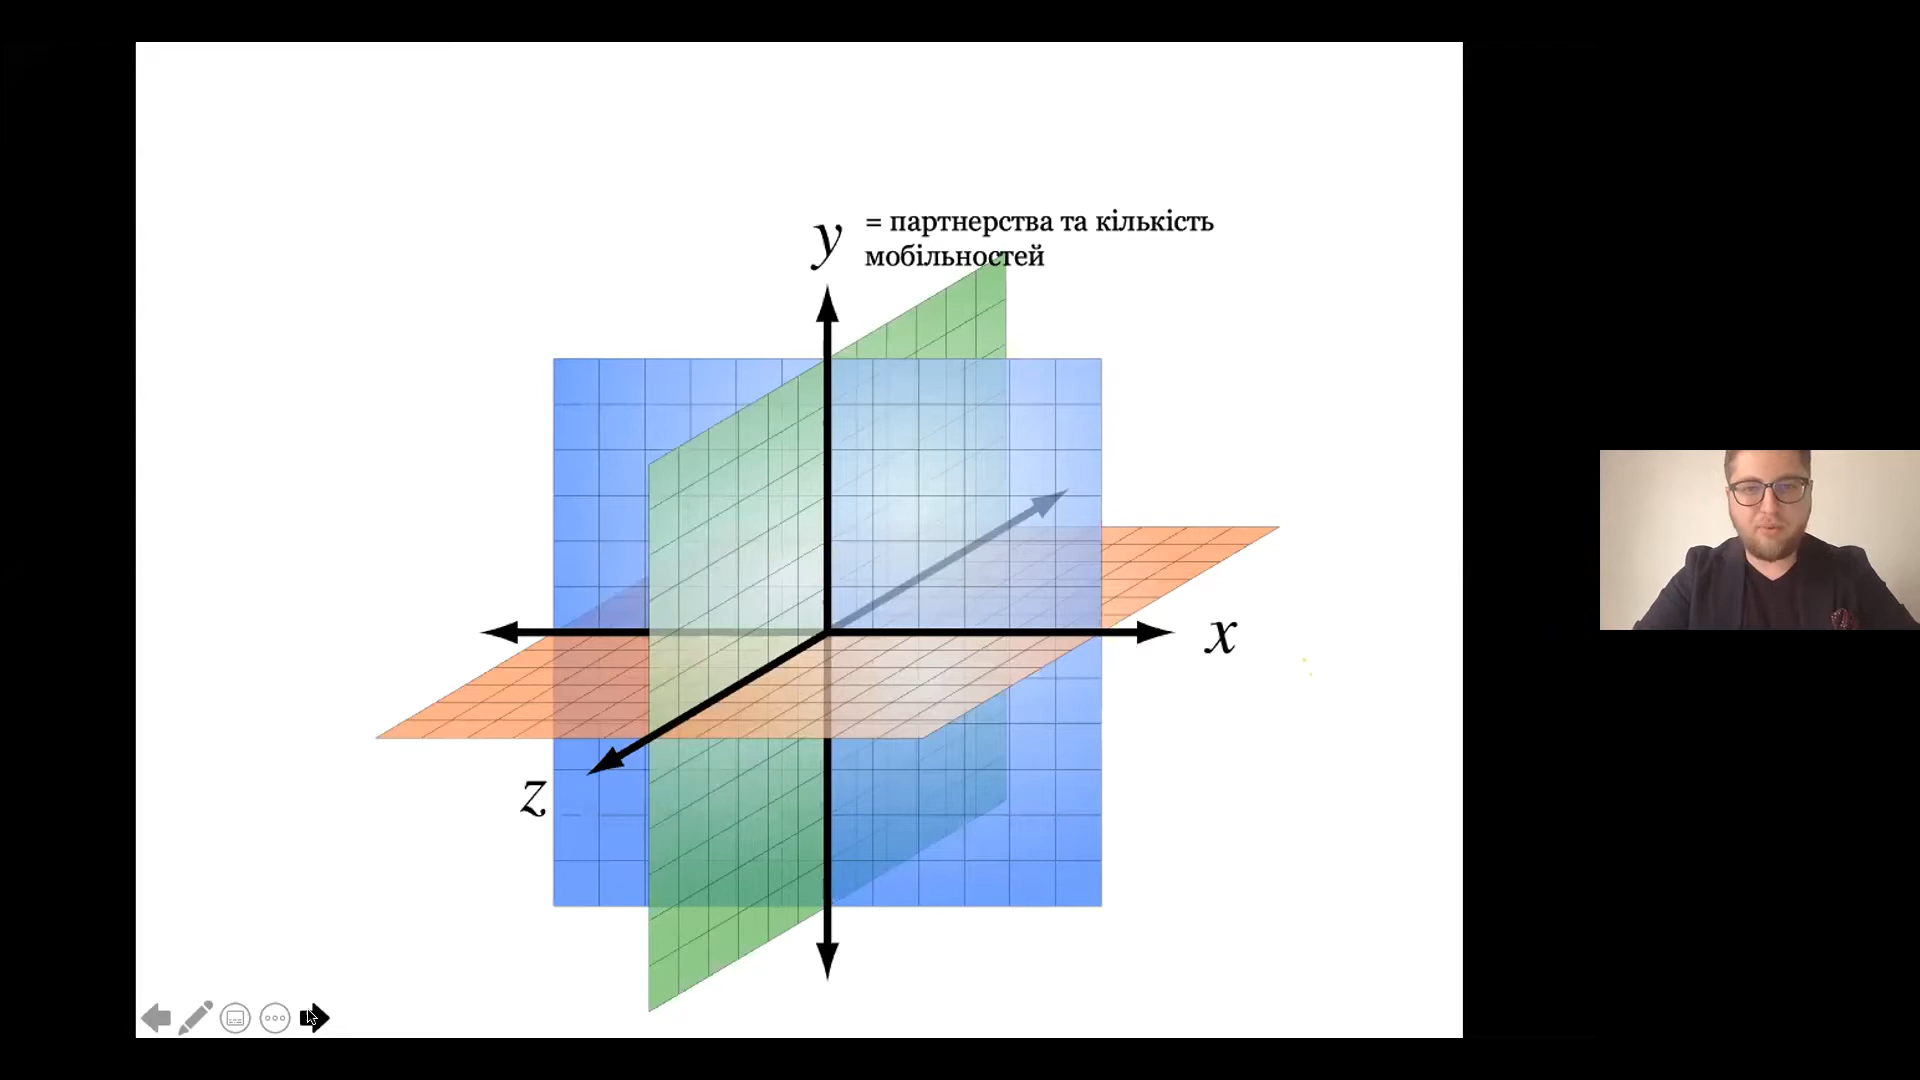 y
= партнерства та кількість
мобільностей
x
z